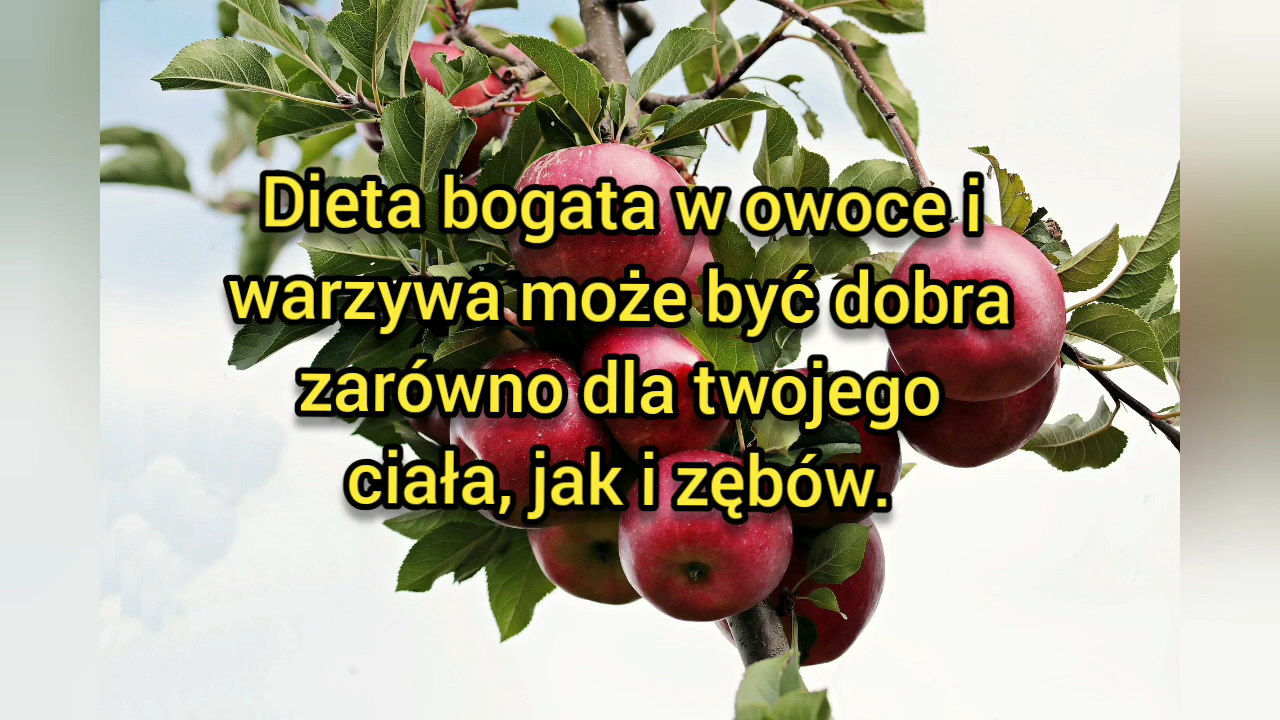 Dieta bogata w owoce i
warzywa może być dobra
zarówno dla twojego
ciała, jak i zębów.